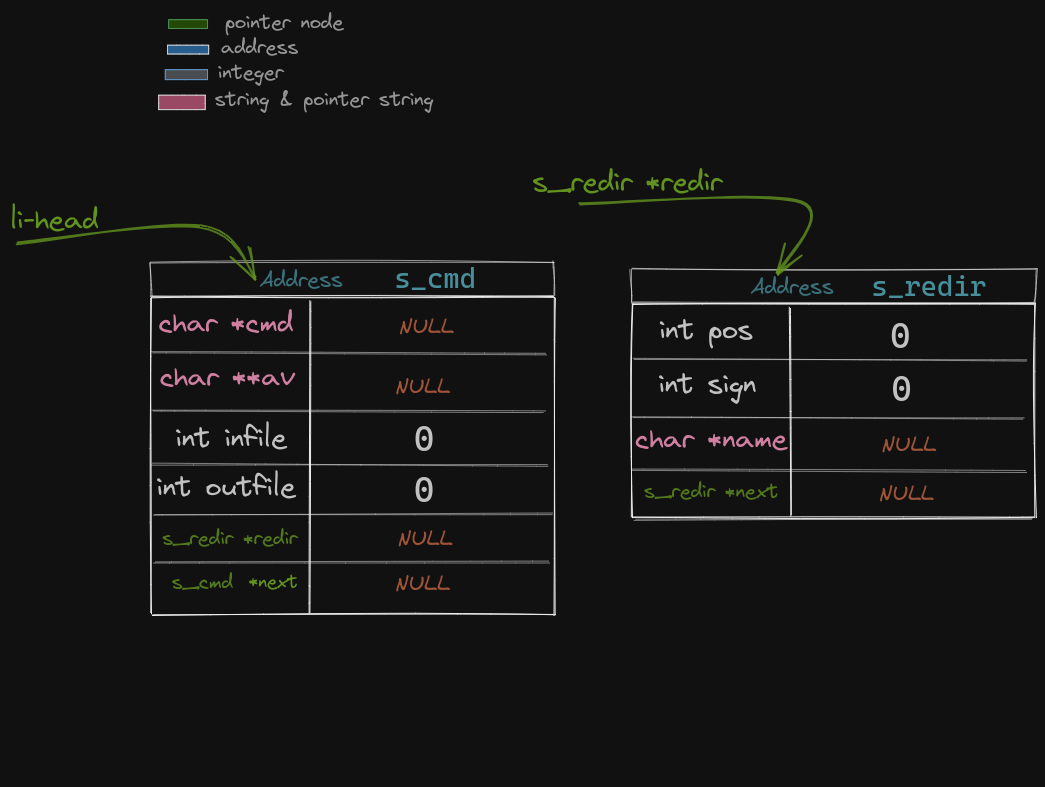 pointer node
address
integer
string & pointer string
s_redir *redir
li-head
Address s_cmd
char *cmd NULL
char **av NULL
int infile 0
int outfile 0
s_redir *redir NULL
s_cmd *next NULL
Address s_redir
int pos 0
int sign 0
char *name NULL
s_redir *next NULL